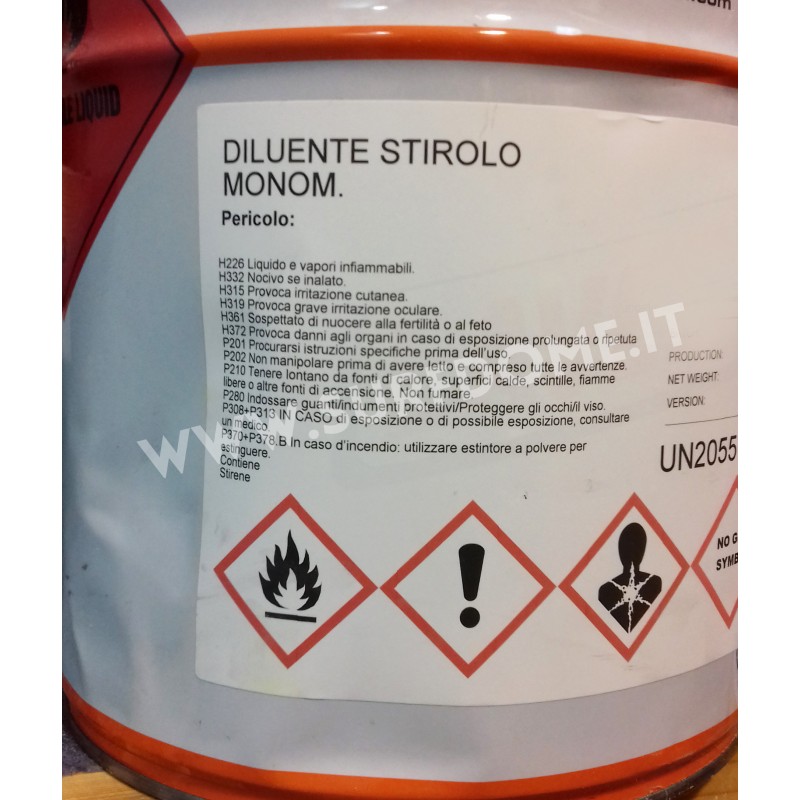 LIQUID
DILUENTE STIROLO
MONOM.
Pericolo:
H226 Liquido e vapori infiammabili.
H332 Nocivo se inalato.
H315 Provoca irritazione cutanea.
H319 Provoca grave irritazione oculare.
H361 Sospettato di nuocere alla fertilità o al feto
H372 Provoca danni agli organi in caso di esposizione prolungata o ripetuta
P201 Procurarsi istruzioni specifiche prima dell'uso.
P202 Non manipolare prima di avere letto e compreso tutte le avvertenze.
P210 Tenere lontano da fonti di calore, superfici calde, scintille, fiamme
libere o altre fonti di accensione. Non fumare.
P280 Indossare guanti/indumenti protettivi/Proteggere gli occhi/il viso.
P308+P313 IN CASO di esposizione o di possibile esposizione, consultare
un medico.
P370+P378.B In caso d'incendio: utilizzare estintore a polvere per
estinguere.
Contiene
Stirene
PRODUCTION:
NET WEIGHT:
VERSION:
UN2055
NO G
SYMB